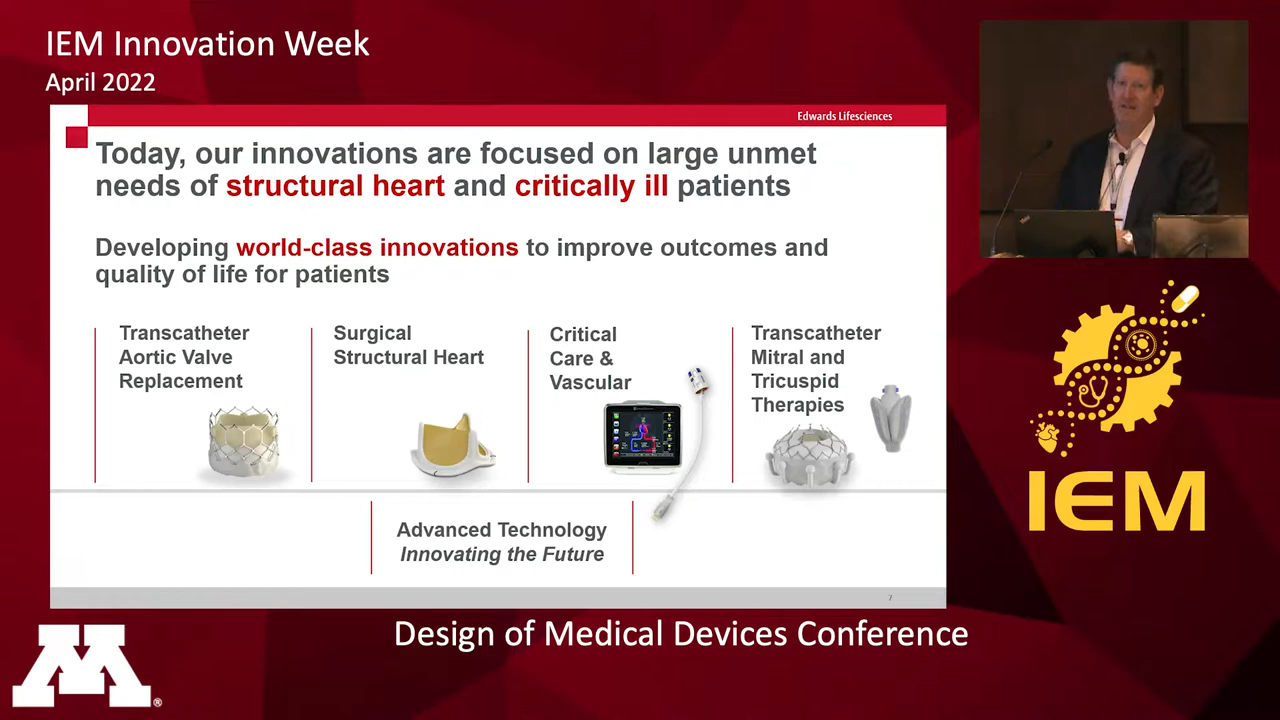 IEM Innovation Week
April 2022
Edwards Lifesciences
Today, our innovations are focused on large unmet
needs of structural heart and critically ill patients
Developing world-class innovations to improve outcomes and
quality of life for patients
Transcatheter
Aortic Valve
Replacement
Surgical
Structural Heart
Critical
Care &
Vascular
Transcatheter
Mitral and
Tricuspid
Therapies
Advanced Technology
Innovating the Future
7
IEM
Design of Medical Devices Conference
M®